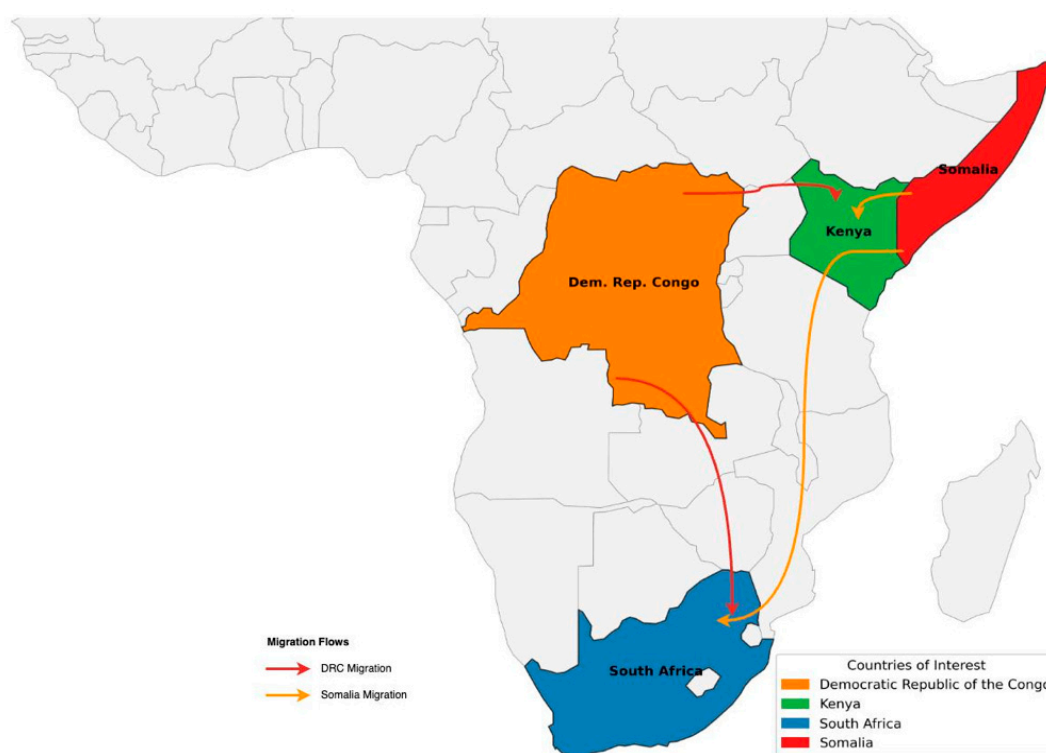 Somalia
Kenya
Dem. Rep. Congo
South Africa
Migration Flows
DRC Migration
Somalia Migration
Countries of Interest
Democratic Republic of the Congo
Kenya
South Africa
Somalia